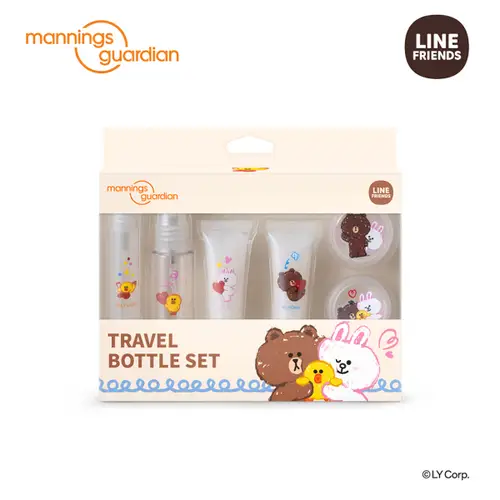 mannings
guardian
LINE
FRIENDS
mannings
guardian
LINE
FRIENDS
TRAVEL
BOTTLE SET
©LY Corp.